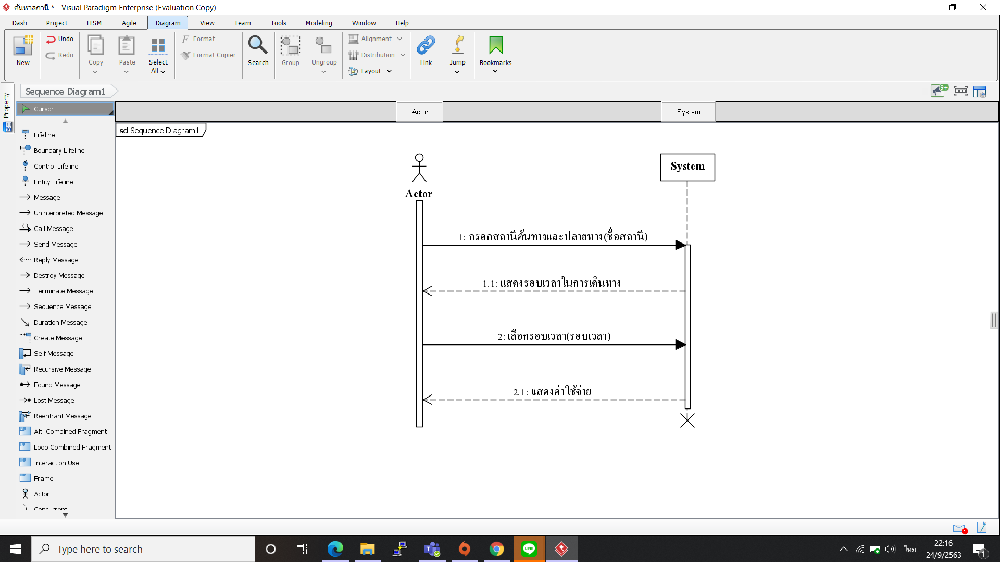 ค้นหาสถานี * - Visual Paradigm Enterprise (Evaluation Copy)
Dash Project ITSM Agile Diagram View Team Tools Modeling Window Help
New
Undo
Redo
Copy
Paste
Select All
Format
Format Copier
Search
Group
Ungroup
Alignment
Distribution
Layout
Link
Jump
Bookmarks
Property
Sequence Diagram1
9+
Cursor
Actor System
sd Sequence Diagram1
Lifeline
Boundary Lifeline
Control Lifeline
Entity Lifeline
Message
Uninterpreted Message
Call Message
Send Message
Reply Message
Destroy Message
Terminate Message
Sequence Message
Duration Message
Create Message
Self Message
Recursive Message
Found Message
Lost Message
Reentrant Message
Alt. Combined Fragment
Loop Combined Fragment
Interaction Use
Frame
Actor
Concurrent
System
Actor
1: กรอกสถานีต้นทางและปลายทาง(ชื่อสถานี)
1.1: แสดงรอบเวลาในการเดินทาง
2: เลือกรอบเวลา(รอบเวลา)
2.1: แสดงค่าใช้จ่าย
1
Type here to search
LINE
ไทย
22:16
24/9/2563
1